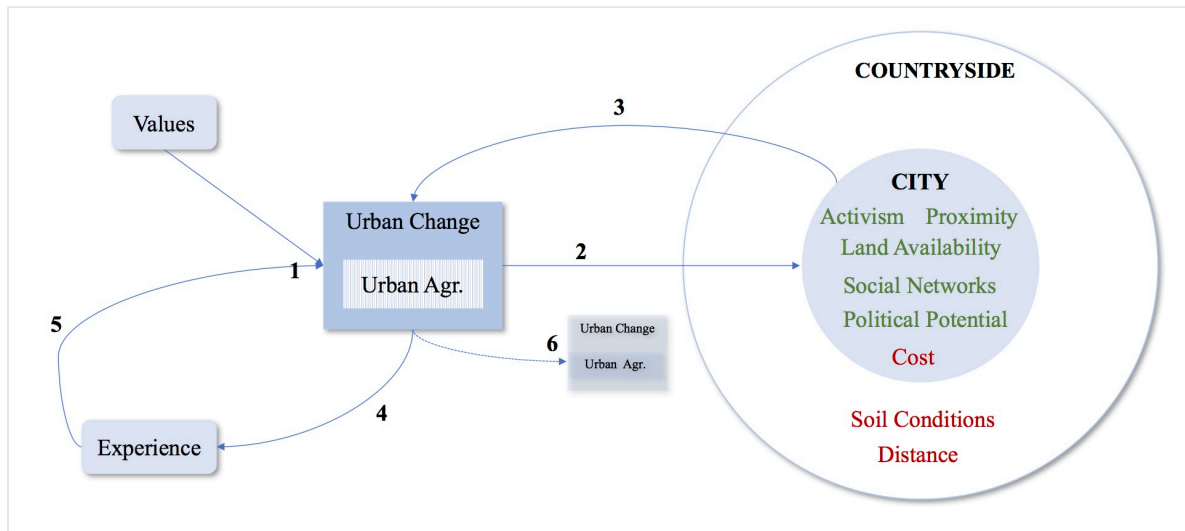 COUNTRYSIDE
3
Values
CITY
Activism Proximity
Urban Change
Land Availability
2
1
Urban Agr.
Social Networks
Political Potential
5
6
Urban Change
Cost
Urban Agr.
4
Soil Conditions
Experience
Distance